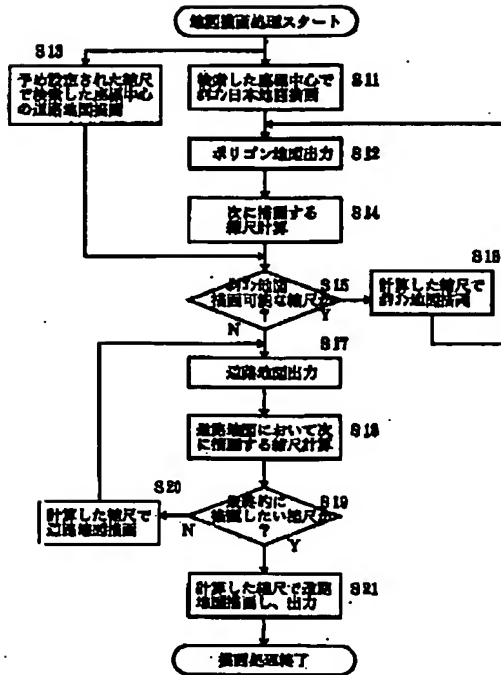 地図描画処理スタート
S13
予め設定された縮尺
で検索した座標中心
の道路地図描画
検索した座標中心で
日本地図描画
S11
ポリゴン地図出力
S12
次に描画する
縮尺計算
S14
地図
描画可能な縮尺か
?
S15
N
Y
S16
計算した縮尺で
地図描画
S17
道路地図出力
道路地図において次
に描画する縮尺計算
S18
最終的に
描画したい縮尺か
?
S19
N
Y
S20
計算した縮尺で
道路地図描画
計算した縮尺で道路
地図描画し、出力
S21
描画処理終了